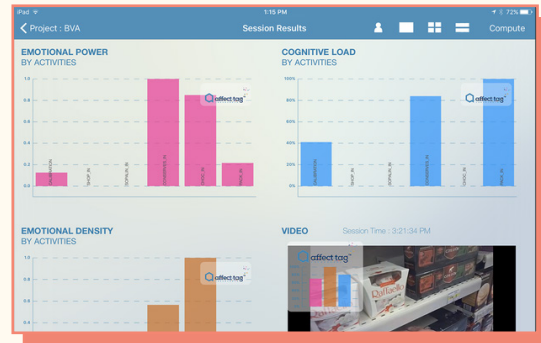 iPad
1:15 PM
72%
Project : BVA
Session Results
Compute
EMOTIONAL POWER
BY ACTIVITIES
1.0
0.8
0.6
0.4
0.2
0.0
SHOP_IN
affect.tag
COGNITIVE LOAD
BY ACTIVITIES
100%
80%
60%
40%
20%
0%
SHOP_IN
affect.tag
EMOTIONAL DENSITY
BY ACTIVITIES
1.0
0.8
0.6
0.4
affect.tag
VIDEO
Session Time : 3:21:34 PM
affect.tag
Raffaello